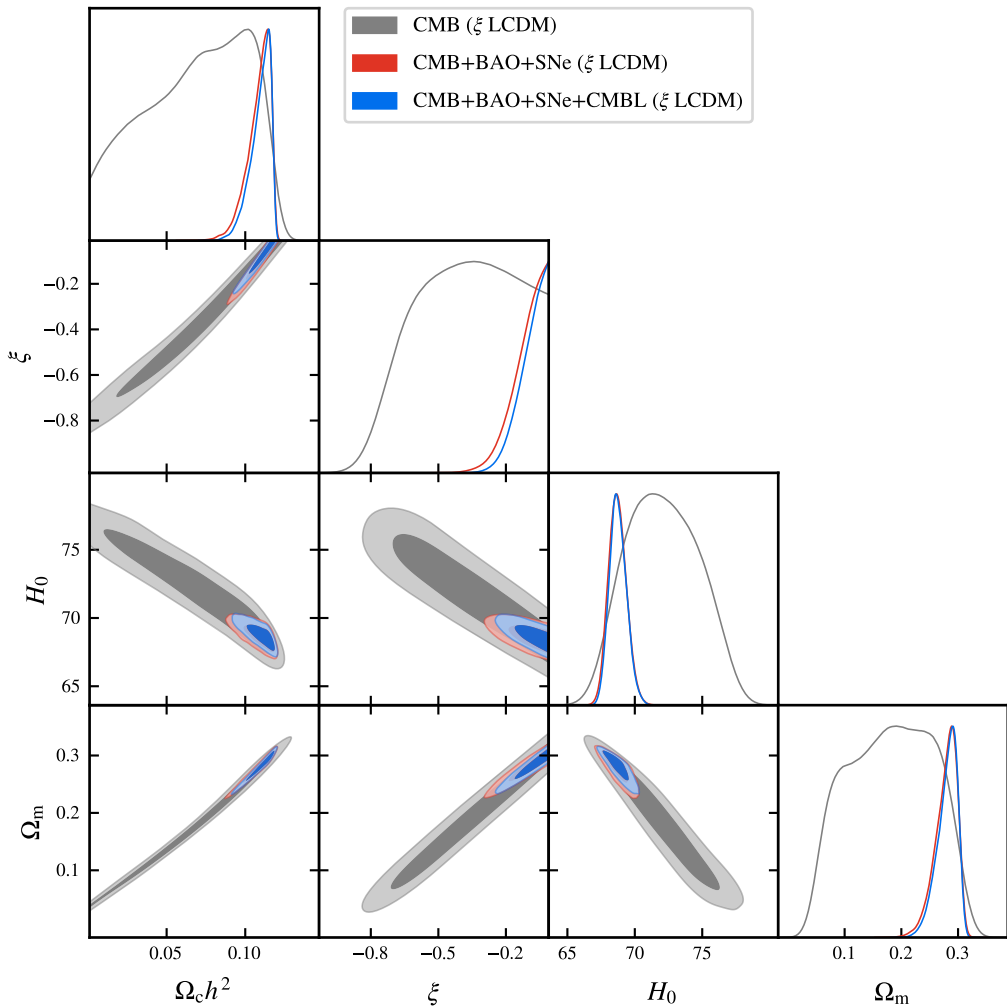 CMB (ξ LCDM)
CMB+BAO+SNe (ξ LCDM)
CMB+BAO+SNe+CMBL (ξ LCDM)
−0.2
−0.4
−0.6
−0.8
ξ
75
70
65
H₀
0.3
0.2
0.1
Ωₘ
0.05 0.10
−0.8 −0.5 −0.2
65 70 75
0.1 0.2 0.3
Ω_c h²
ξ
H₀
Ωₘ